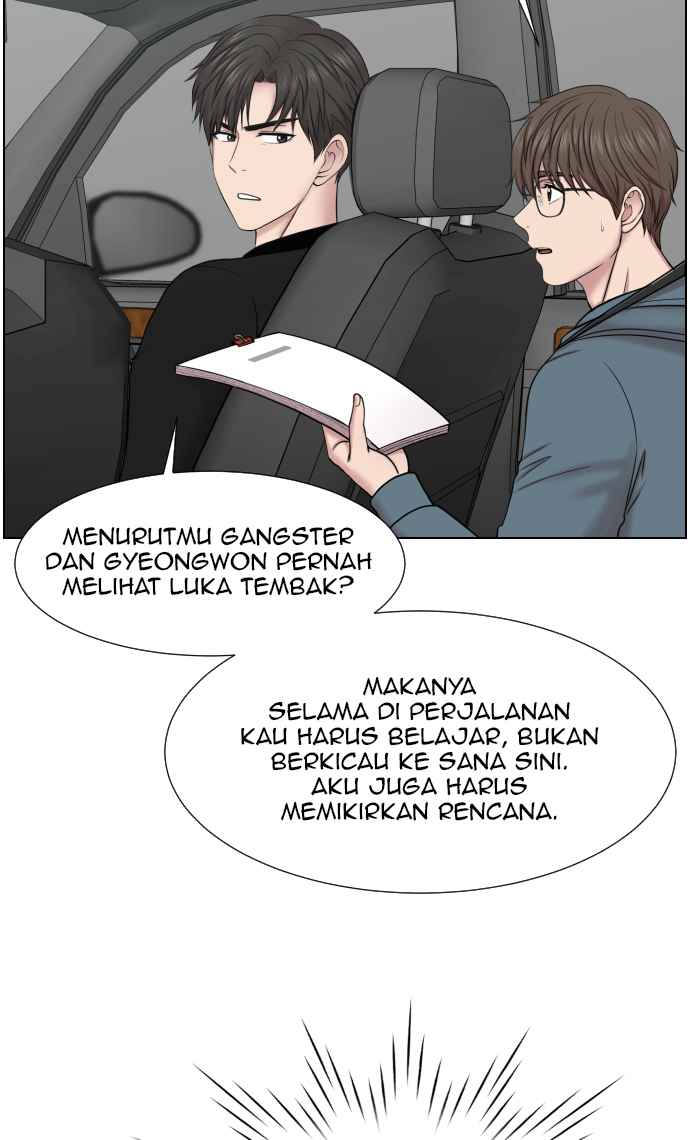 MENURUTMU GANGSTER
DAN GYEONGWON PERNAH
MELIHAT LUKA TEMBAK?
MAKANYA
SELAMA DI PERJALANAN
KAU HARUS BELAJAR, BUKAN
BERKICAU KE SANA SINI.
AKU JUGA HARUS
MEMIKIRKAN RENCANA.